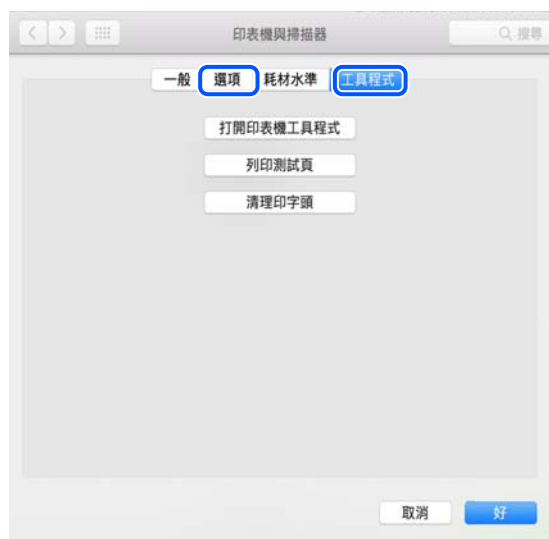 印表機與掃描器 搜尋
一般 選項 耗材水準 工具程式
打開印表機工具程式
列印測試頁
清理印字頭
取消 好